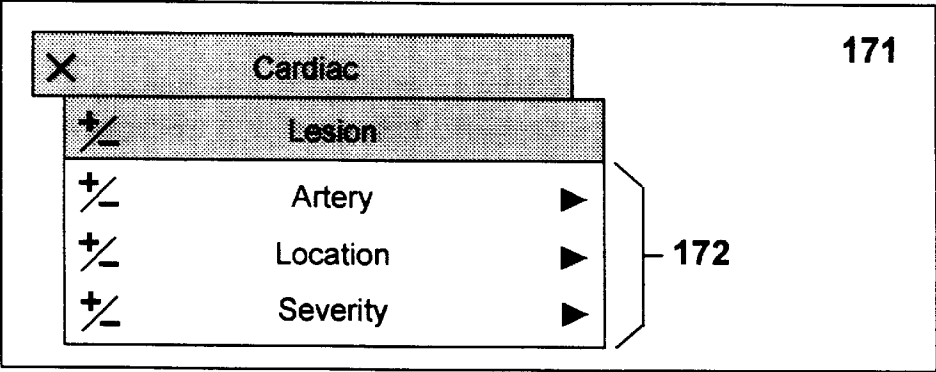 171
X Cardiac
+/- Lesion
+/- Artery ▶
+/- Location ▶
+/- Severity ▶
172